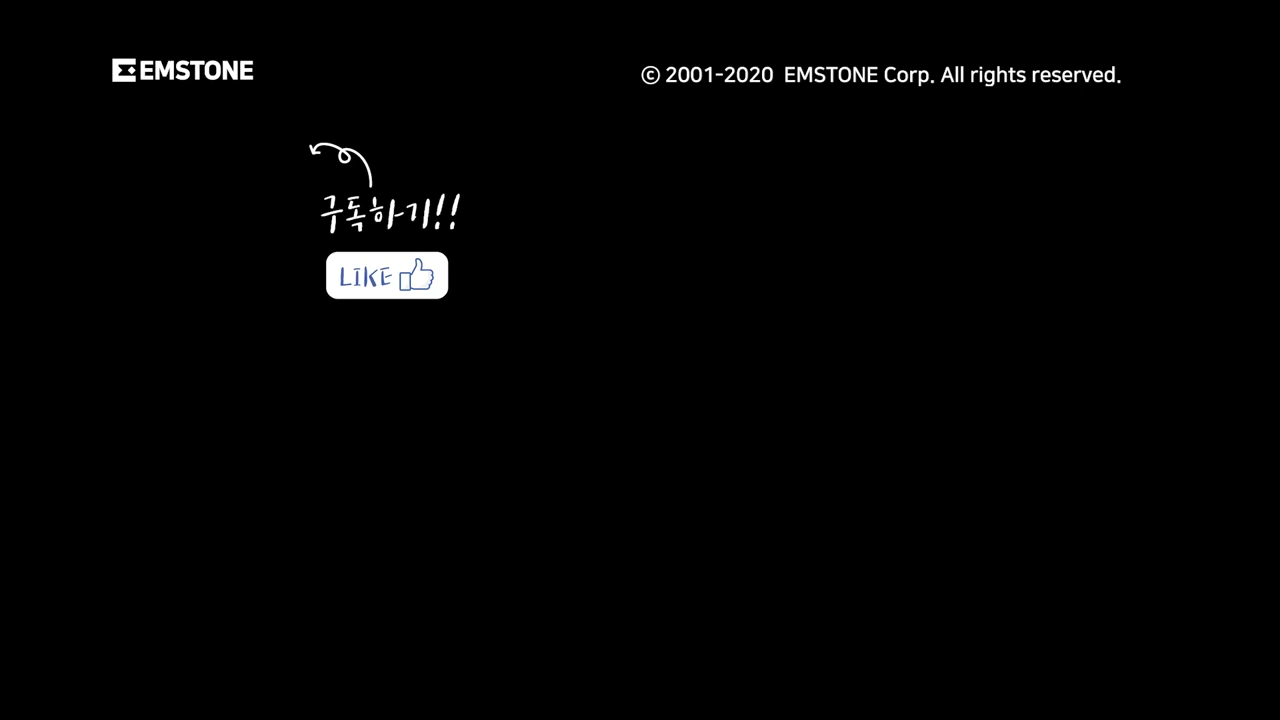 EMSTONE
© 2001-2020 EMSTONE Corp. All rights reserved.
구독하기!!
LIKE